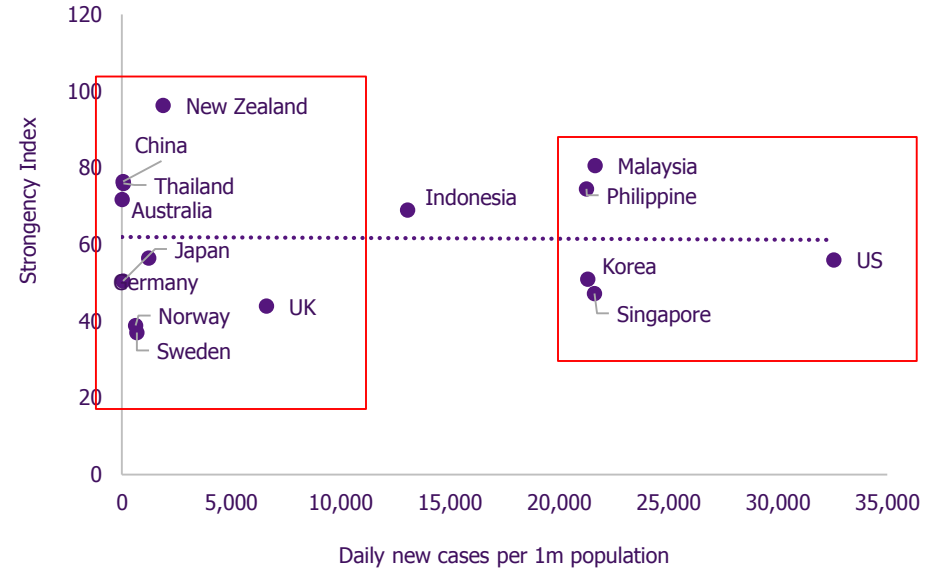 120
100
80
60
40
20
0
Strongency Index
New Zealand
China
Thailand
Australia
Indonesia
Malaysia
Philippine
Japan
ermany
Korea
US
Norway
UK
Singapore
Sweden
0 5,000 10,000 15,000 20,000 25,000 30,000 35,000
Daily new cases per 1m population